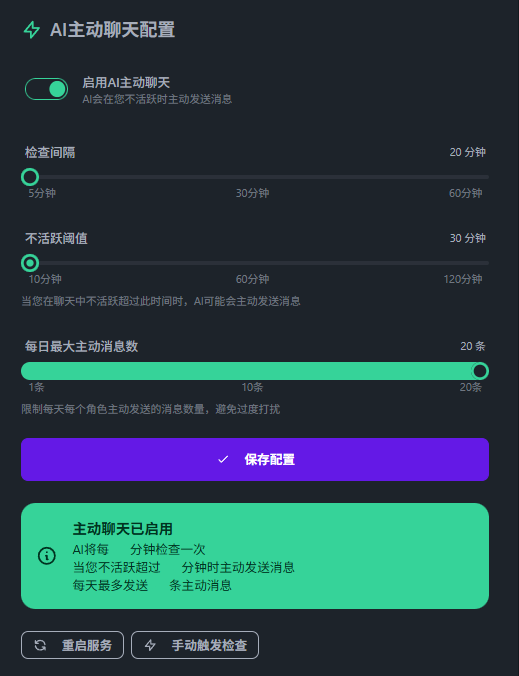 AI主动聊天配置
启用AI主动聊天
AI会在您不活跃时主动发送消息
检查间隔 20 分钟
5分钟 30分钟 60分钟
不活跃阈值 30 分钟
10分钟 60分钟 120分钟
当您在聊天中不活跃超过此时间时，AI可能会主动发送消息
每日最大主动消息数 20 条
1条 10条 20条
限制每天每个角色主动发送的消息数量，避免过度打扰
保存配置
主动聊天已启用
AI将每 分钟检查一次
当您不活跃超过 分钟时主动发送消息
每天最多发送 条主动消息
重启服务 手动触发检查